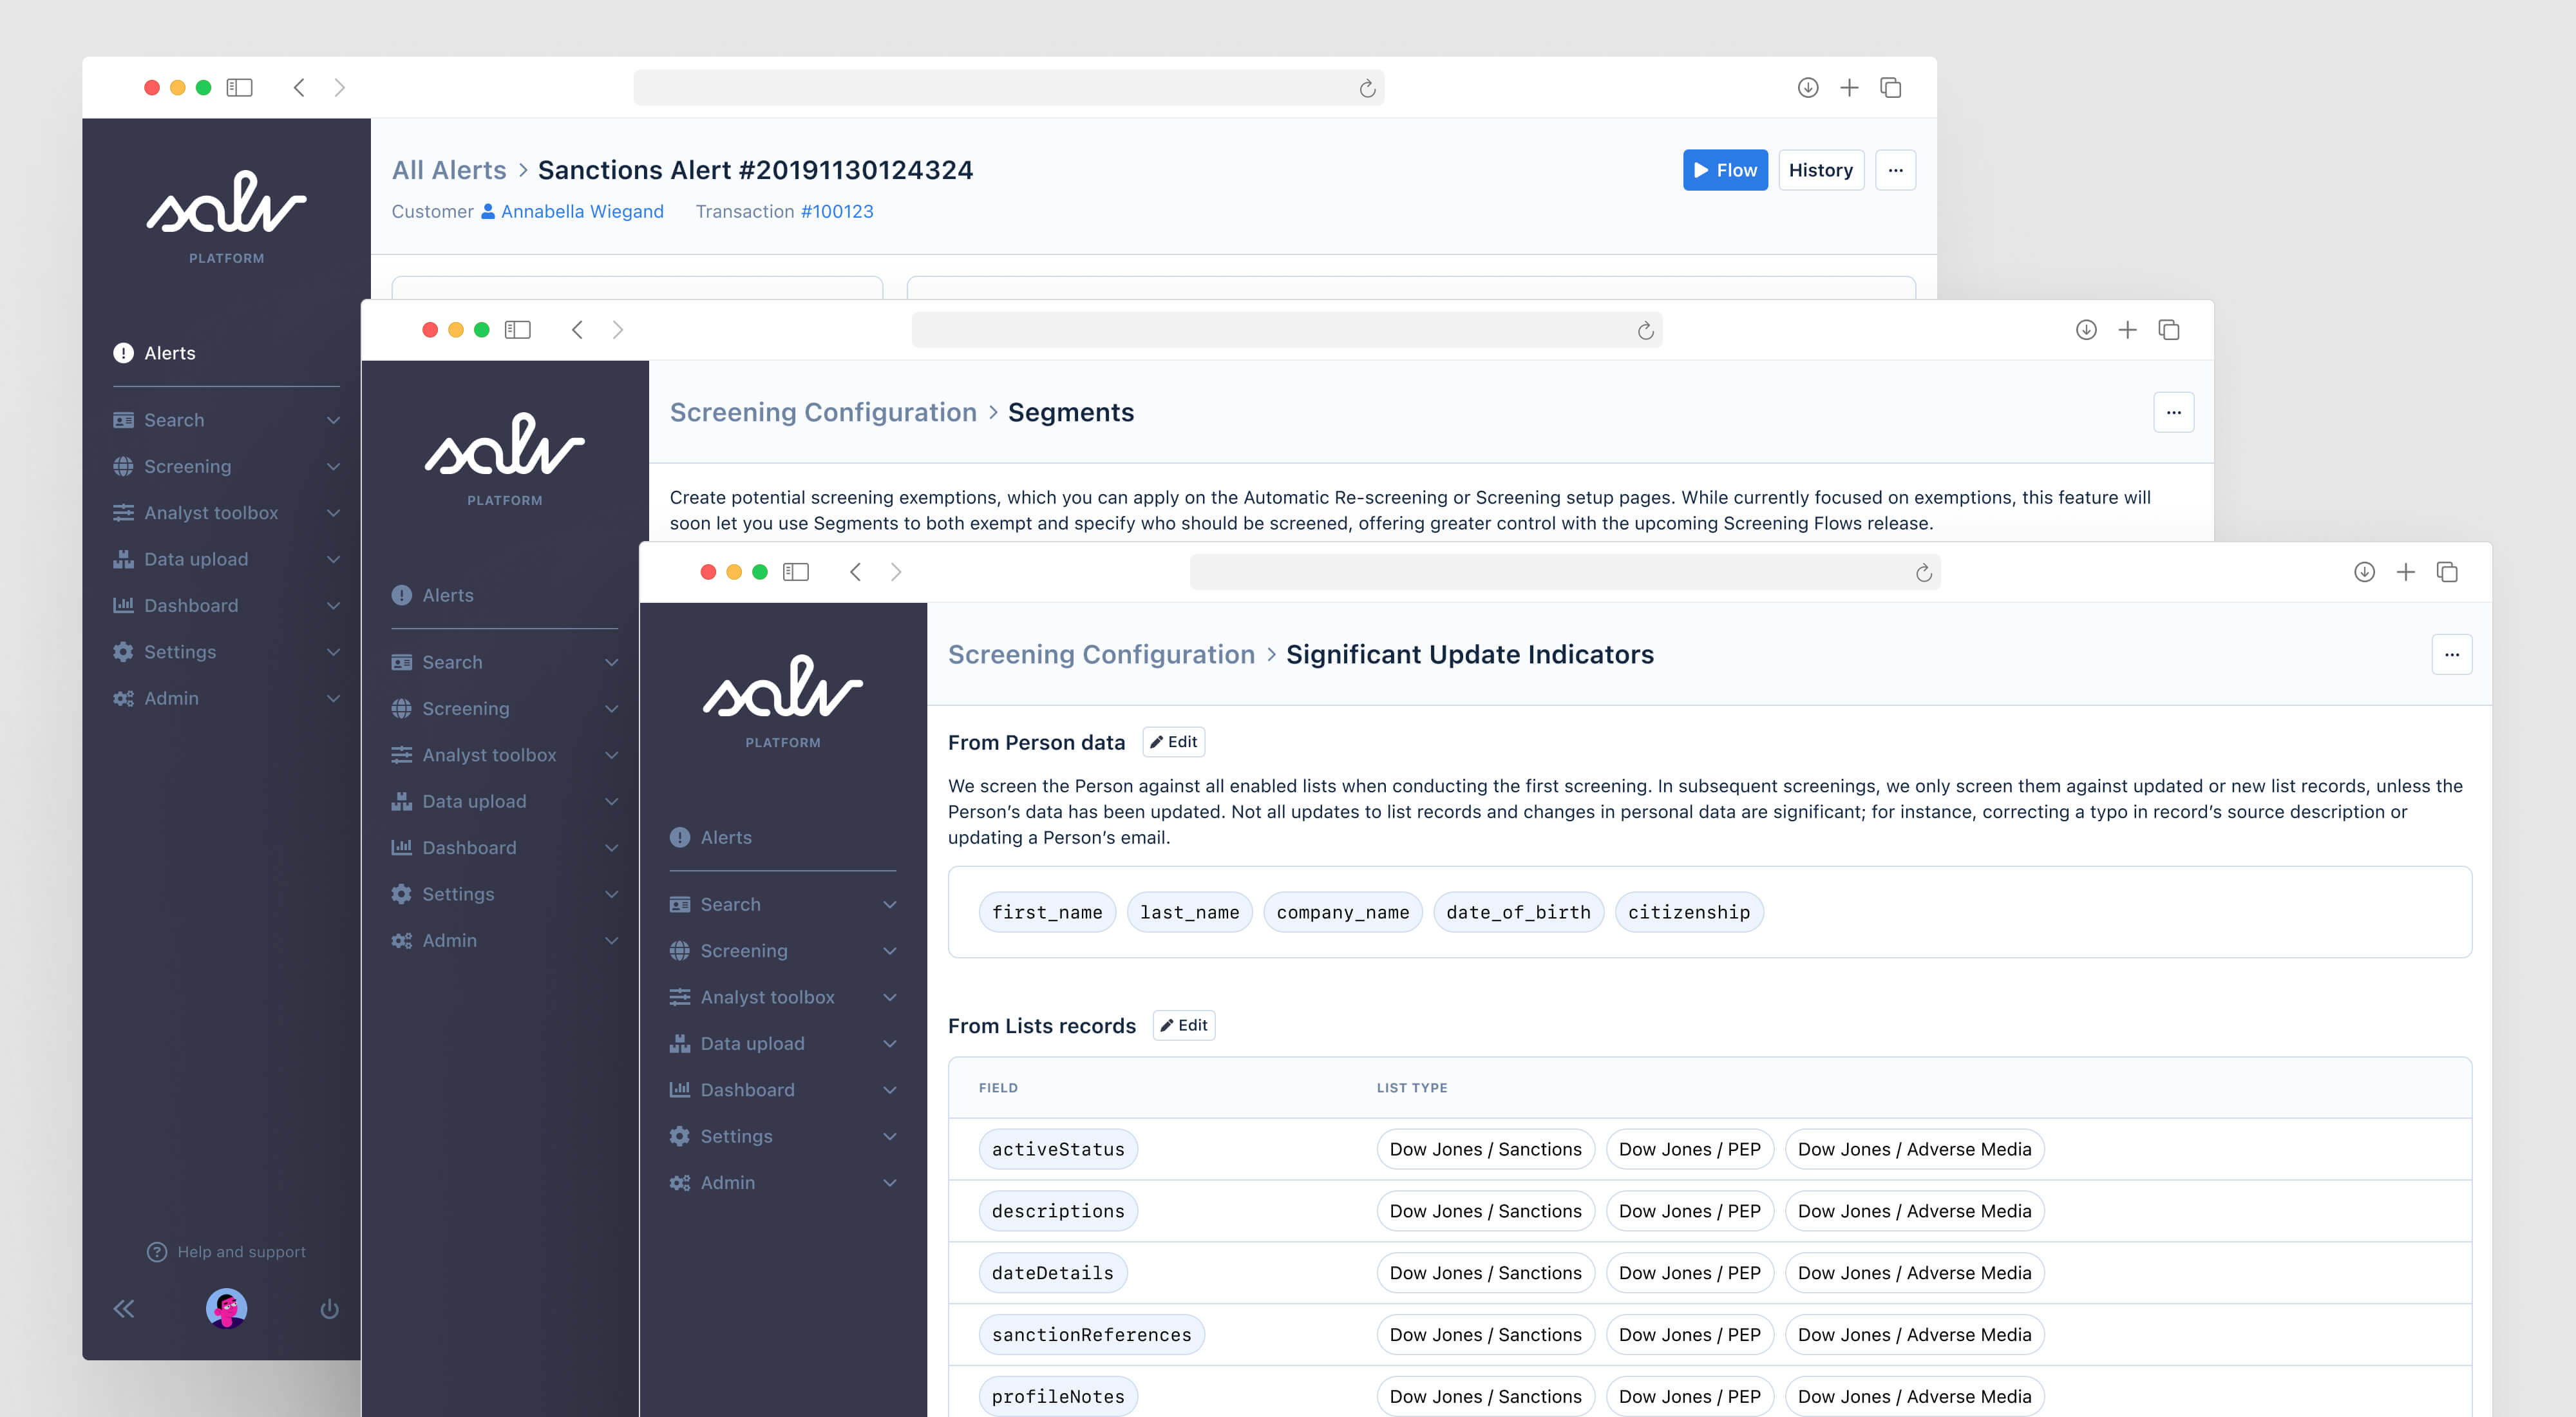 salv
PLATFORM
Alerts
Search
Screening
Analyst toolbox
Data upload
Dashboard
Settings
Admin
Help and support
All Alerts > Sanctions Alert #20191130124324
Customer Annabella Wiegand Transaction #100123
Flow History ...
salv
PLATFORM
Alerts
Search
Screening
Analyst toolbox
Data upload
Dashboard
Settings
Admin
Screening Configuration > Segments
...
Create potential screening exemptions, which you can apply on the Automatic Re-screening or Screening setup pages. While currently focused on exemptions, this feature will
soon let you use Segments to both exempt and specify who should be screened, offering greater control with the upcoming Screening Flows release.
salv
PLATFORM
Alerts
Search
Screening
Analyst toolbox
Data upload
Dashboard
Settings
Admin
Screening Configuration > Significant Update Indicators
...
From Person data Edit
We screen the Person against all enabled lists when conducting the first screening. In subsequent screenings, we only screen them against updated or new list records, unless the
Person’s data has been updated. Not all updates to list records and changes in personal data are significant; for instance, correcting a typo in record’s source description or
updating a Person’s email.
first_name last_name company_name date_of_birth citizenship
From Lists records Edit
FIELD LIST TYPE
activeStatus Dow Jones / Sanctions Dow Jones / PEP Dow Jones / Adverse Media
descriptions Dow Jones / Sanctions Dow Jones / PEP Dow Jones / Adverse Media
dateDetails Dow Jones / Sanctions Dow Jones / PEP Dow Jones / Adverse Media
sanctionReferences Dow Jones / Sanctions Dow Jones / PEP Dow Jones / Adverse Media
profileNotes Dow Jones / Sanctions Dow Jones / PEP Dow Jones / Adverse Media